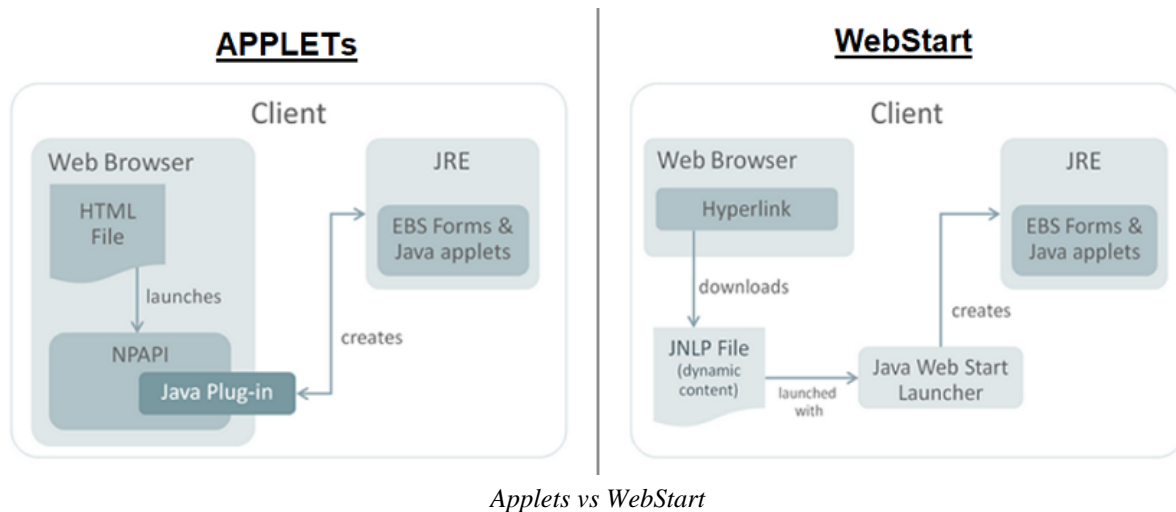 APPLETs
Client
Web Browser
HTML
File
launches
NPAPI
Java Plug-in
creates
JRE
EBS Forms &
Java applets
WebStart
Client
Web Browser
Hyperlink
downloads
JNLP File
(dynamic
content)
launched
with
Java Web Start
Launcher
creates
JRE
EBS Forms &
Java applets
Applets vs WebStart